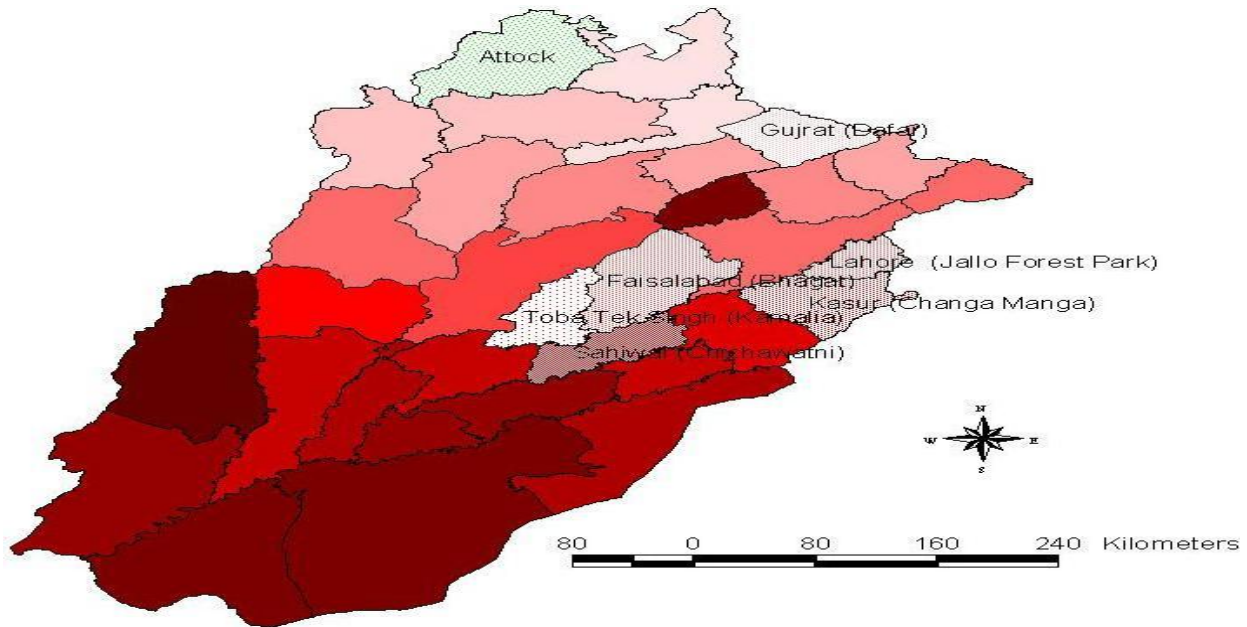 Attock
Gujrat (Dafar)
Lahore (Jallo Forest Park)
Faisalabad (Bhagat)
Kasur (Changa Manga)
Toba Tek Singh (Kamalia)
Sahiwal (Chichawatni)
N
W E
S
80 0 80 160 240 Kilometers